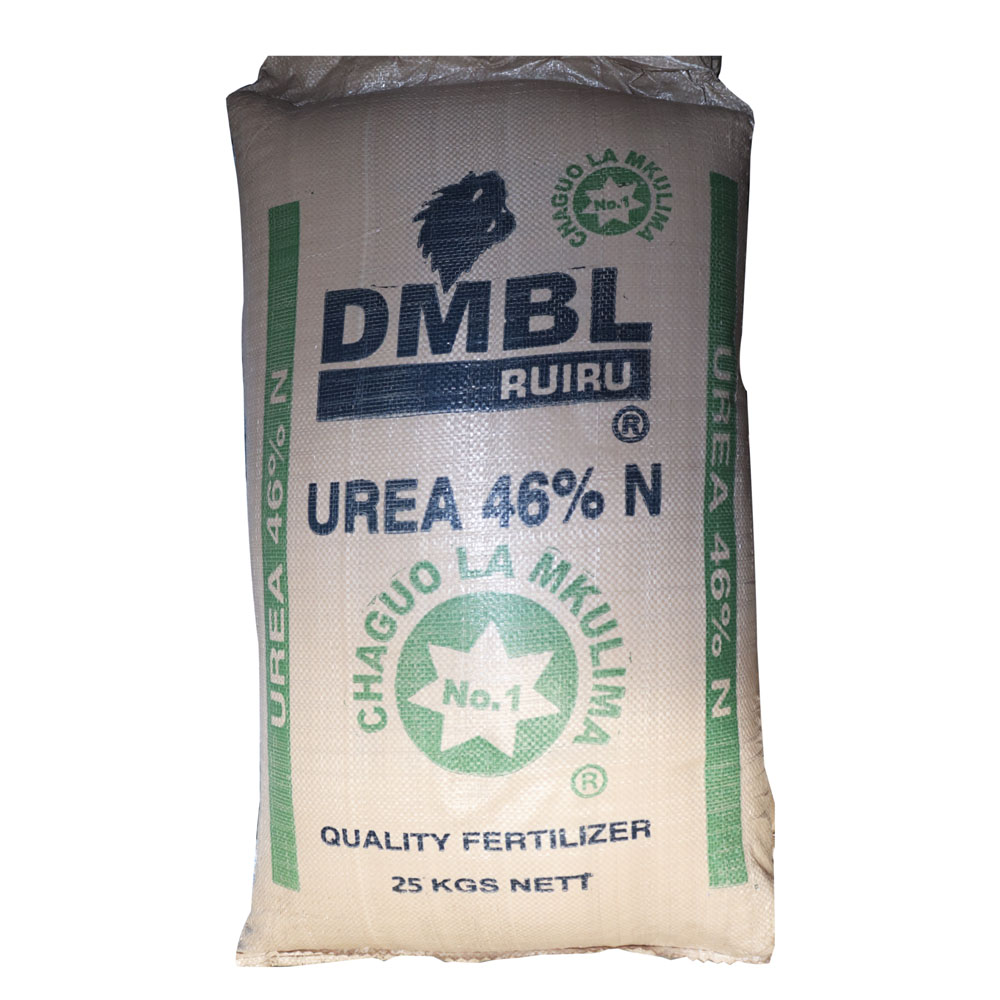 CHAGUO LA MKULIMA
No.1
DMBL
RUIRU
®
UREA 46% N
UREA 46% N
UREA 46% N
CHAGUO LA MKULIMA ®
No.1
QUALITY FERTILIZER
25 KGS NETT